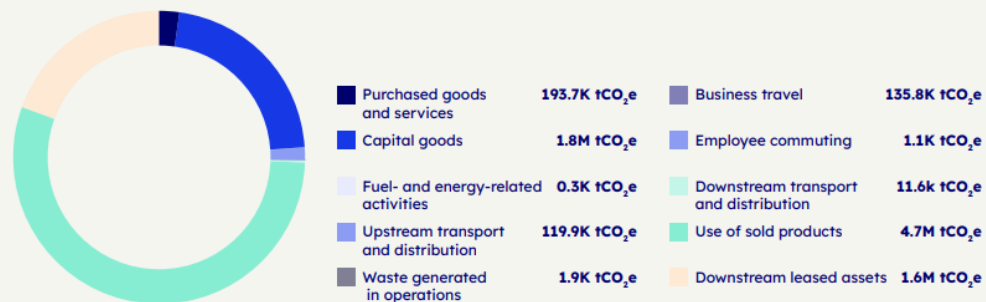 Purchased goods
and services
193.7K tCO₂e
Capital goods
1.8M tCO₂e
Fuel- and energy-related
activities
0.3K tCO₂e
Upstream transport
and distribution
119.9K tCO₂e
Waste generated
in operations
1.9K tCO₂e
Business travel
135.8K tCO₂e
Employee commuting
1.1K tCO₂e
Downstream transport
and distribution
11.6k tCO₂e
Use of sold products
4.7M tCO₂e
Downstream leased assets
1.6M tCO₂e